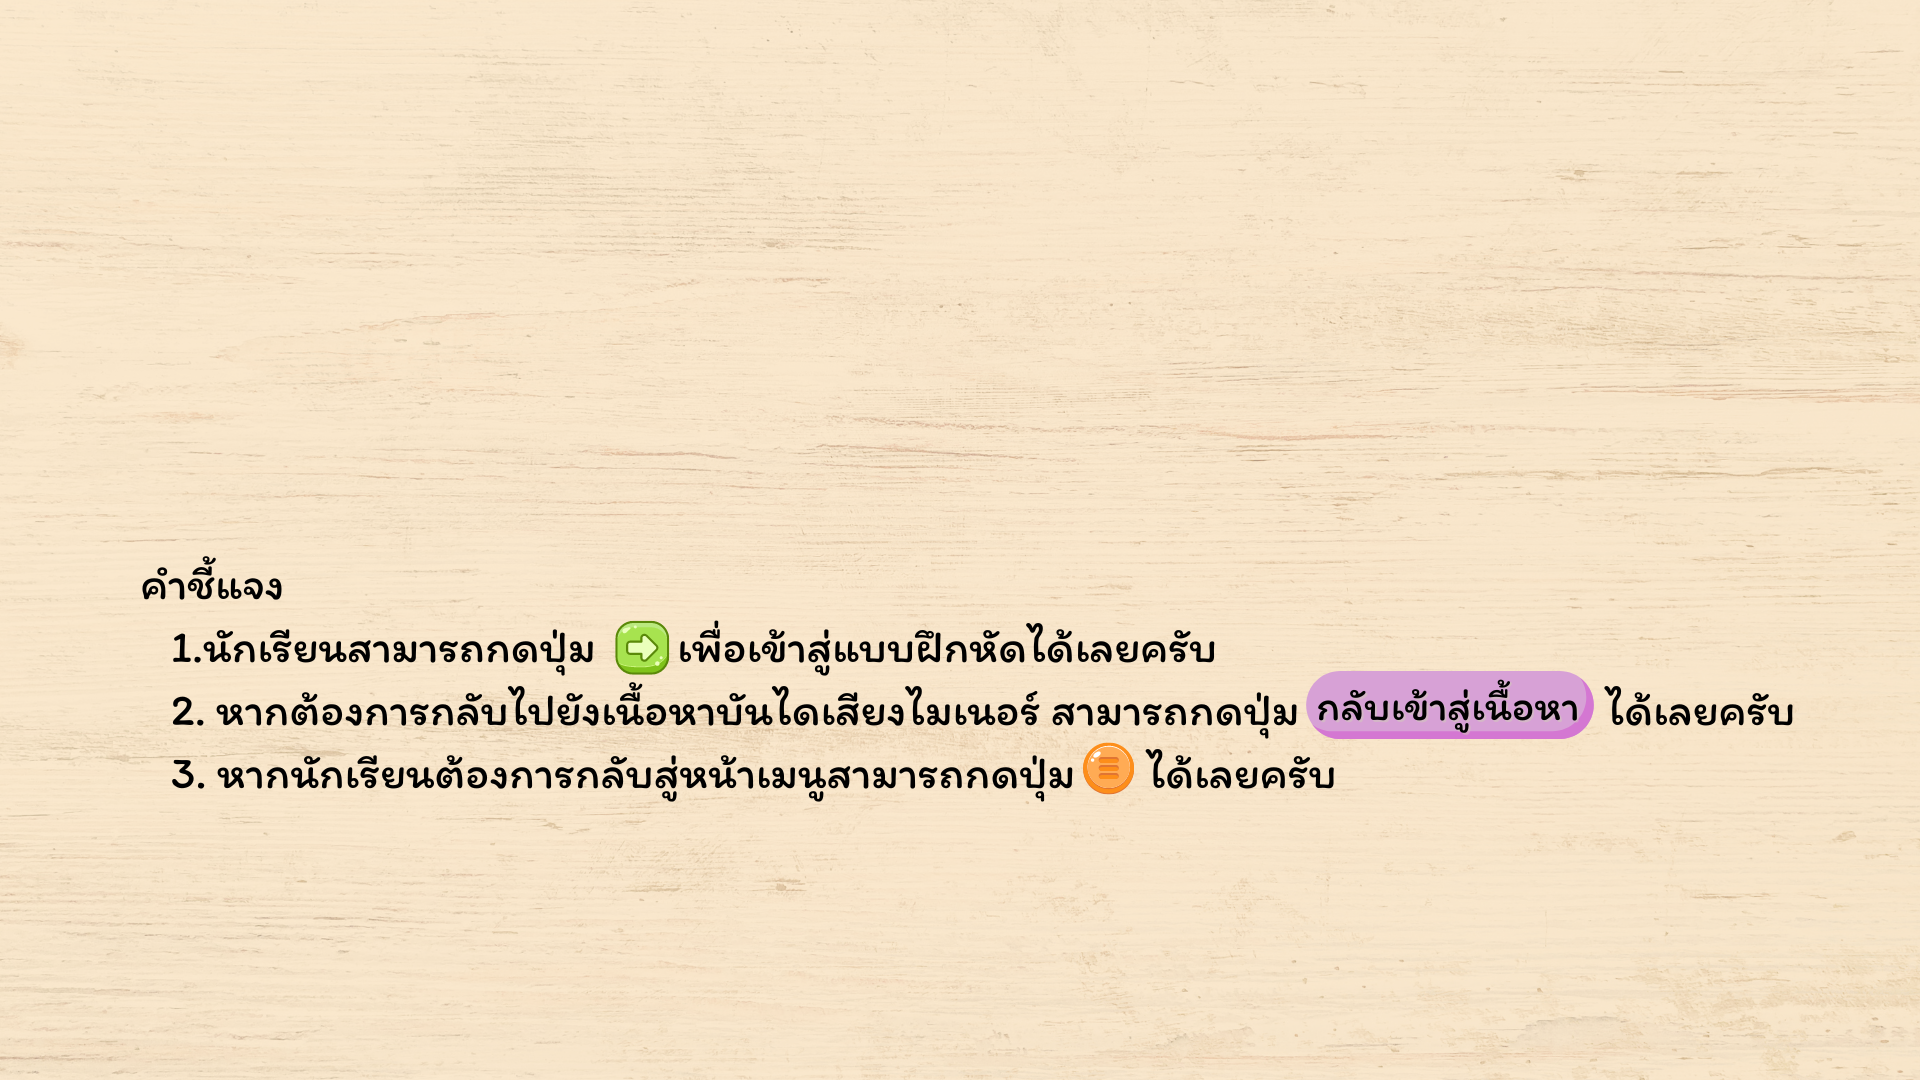 คำชี้แจง
1.นักเรียนสามารถกดปุ่ม เพื่อเข้าสู่แบบฝึกหัดได้เลยครับ
2. หากต้องการกลับไปยังเนื้อหาบันไดเสียงไมเนอร์ สามารถกดปุ่ม กลับเข้าสู่เนื้อหา ได้เลยครับ
3. หากนักเรียนต้องการกลับสู่หน้าเมนูสามารถกดปุ่ม ได้เลยครับ